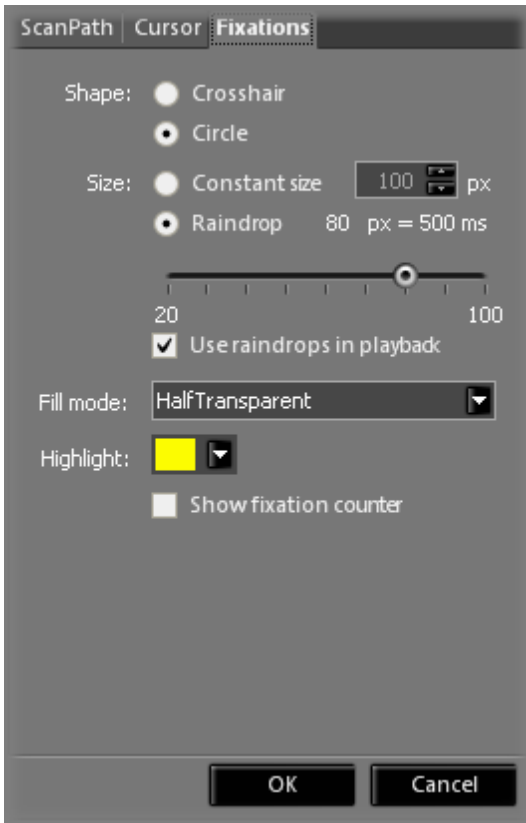 ScanPath Cursor Fixations
Shape: Crosshair
Circle
Size: Constant size 100 px
Raindrop 80 px = 500 ms
20 100
Use raindrops in playback
Fill mode: HalfTransparent
Highlight:
Show fixation counter
OK Cancel